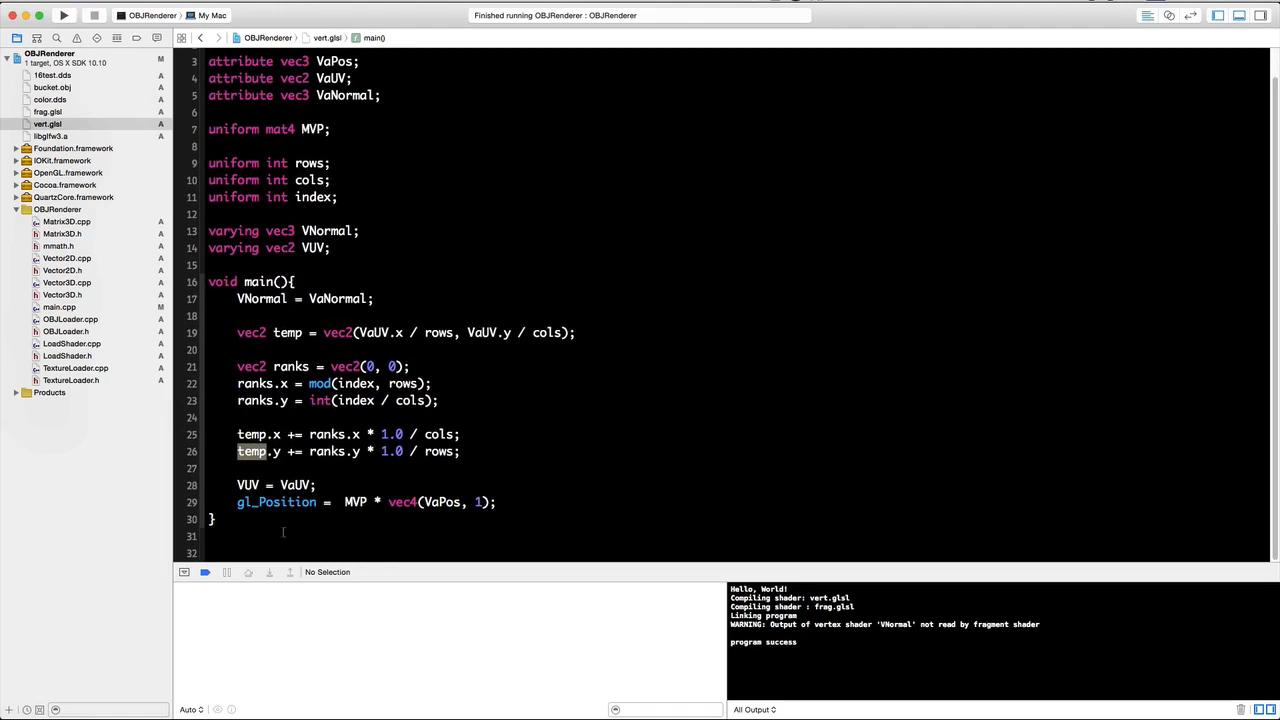 OBJRenderer My Mac
Finished running OBJRenderer : OBJRenderer
OBJRenderer vert.glsl main()
OBJRenderer M
1 target, OS X SDK 10.10
16test.dds A
bucket.obj A
color.dds A
frag.glsl A
vert.glsl A
libglfw3.a A
Foundation.framework
IOKit.framework
OpenGL.framework
Cocoa.framework
QuartzCore.framework
OBJRenderer
Matrix3D.cpp A
Matrix3D.h A
mmath.h A
Vector2D.cpp A
Vector2D.h A
Vector3D.cpp A
Vector3D.h A
main.cpp M
OBJLoader.cpp A
OBJLoader.h A
LoadShader.cpp A
LoadShader.h A
TextureLoader.cpp A
TextureLoader.h A
Products
3 attribute vec3 VaPos;
4 attribute vec2 VaUV;
5 attribute vec3 VaNormal;
6
7 uniform mat4 MVP;
8
9 uniform int rows;
10 uniform int cols;
11 uniform int index;
12
13 varying vec3 VNormal;
14 varying vec2 VUV;
15
16 void main(){
17 VNormal = VaNormal;
18
19 vec2 temp = vec2(VaUV.x / rows, VaUV.y / cols);
20
21 vec2 ranks = vec2(0, 0);
22 ranks.x = mod(index, rows);
23 ranks.y = int(index / cols);
24
25 temp.x += ranks.x * 1.0 / cols;
26 temp.y += ranks.y * 1.0 / rows;
27
28 VUV = VaUV;
29 gl_Position = MVP * vec4(VaPos, 1);
30 }
31
32
No Selection
Hello, World!
Compiling shader: vert.glsl
Compiling shader : frag.glsl
Linking program
WARNING: Output of vertex shader 'VNormal' not read by fragment shader
program success
Auto
All Output